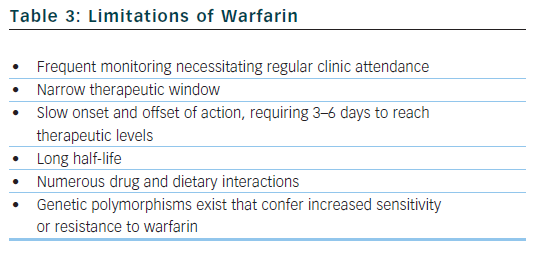 Table 3: Limitations of Warfarin
• Frequent monitoring necessitating regular clinic attendance
• Narrow therapeutic window
• Slow onset and offset of action, requiring 3–6 days to reach
therapeutic levels
• Long half-life
• Numerous drug and dietary interactions
• Genetic polymorphisms exist that confer increased sensitivity
or resistance to warfarin